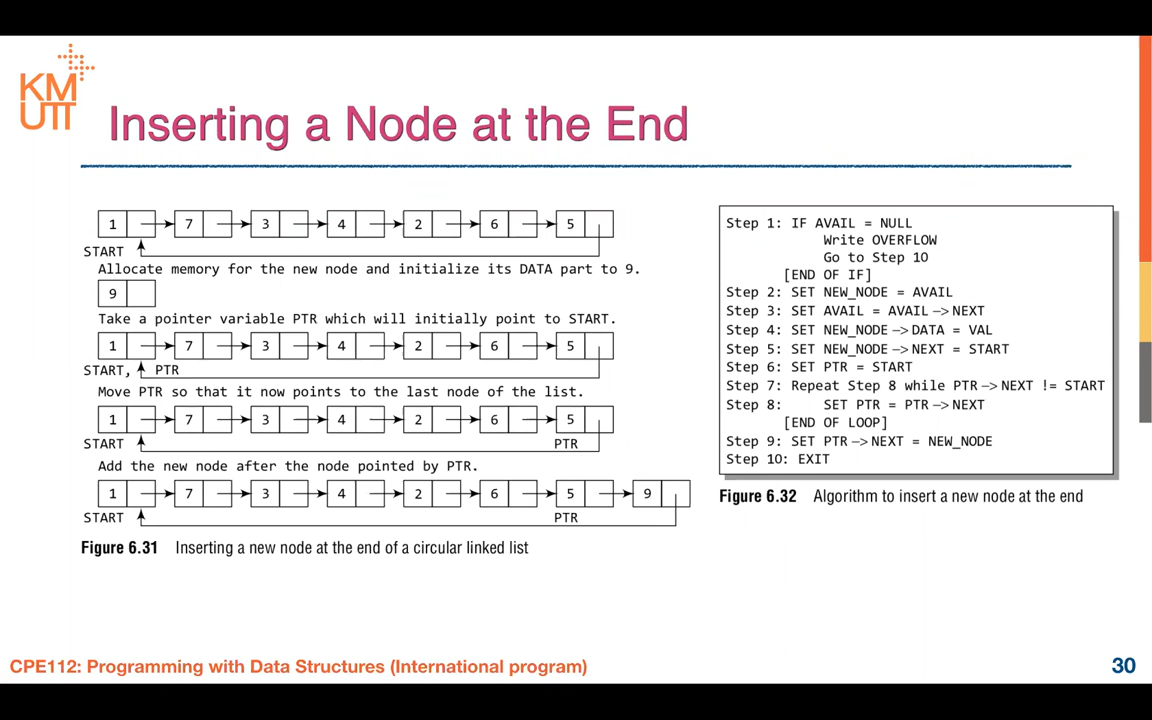 KM
UTT
Inserting a Node at the End
1 7 3 4 2 6 5
START
Allocate memory for the new node and initialize its DATA part to 9.
9
Take a pointer variable PTR which will initially point to START.
1 7 3 4 2 6 5
START, PTR
Move PTR so that it now points to the last node of the list.
1 7 3 4 2 6 5
START PTR
Add the new node after the node pointed by PTR.
1 7 3 4 2 6 5 9
START PTR
Figure 6.31 Inserting a new node at the end of a circular linked list
Step 1: IF AVAIL = NULL
Write OVERFLOW
Go to Step 10
[END OF IF]
Step 2: SET NEW_NODE = AVAIL
Step 3: SET AVAIL = AVAIL->NEXT
Step 4: SET NEW_NODE->DATA = VAL
Step 5: SET NEW_NODE->NEXT = START
Step 6: SET PTR = START
Step 7: Repeat Step 8 while PTR->NEXT != START
Step 8: SET PTR = PTR->NEXT
[END OF LOOP]
Step 9: SET PTR->NEXT = NEW_NODE
Step 10: EXIT
Figure 6.32 Algorithm to insert a new node at the end
CPE112: Programming with Data Structures (International program)
30